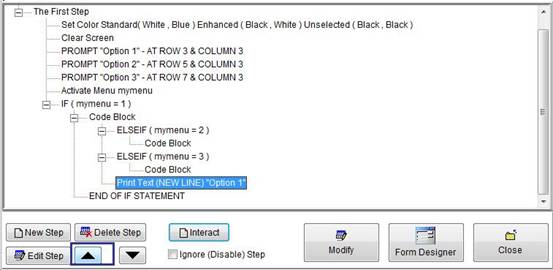 The First Step
Set Color Standard( White , Blue ) Enhanced ( Black , White ) Unselected ( Black , Black )
Clear Screen
PROMPT "Option 1" - AT ROW 3 & COLUMN 3
PROMPT "Option 2" - AT ROW 5 & COLUMN 3
PROMPT "Option 3" - AT ROW 7 & COLUMN 3
Activate Menu mymenu
IF ( mymenu = 1 )
Code Block
ELSEIF ( mymenu = 2 )
Code Block
ELSEIF ( mymenu = 3 )
Code Block
Print Text (NEW LINE) "Option 1"
END OF IF STATEMENT
New Step Delete Step Interact
Edit Step Ignore (Disable) Step
Modify Form Designer Close